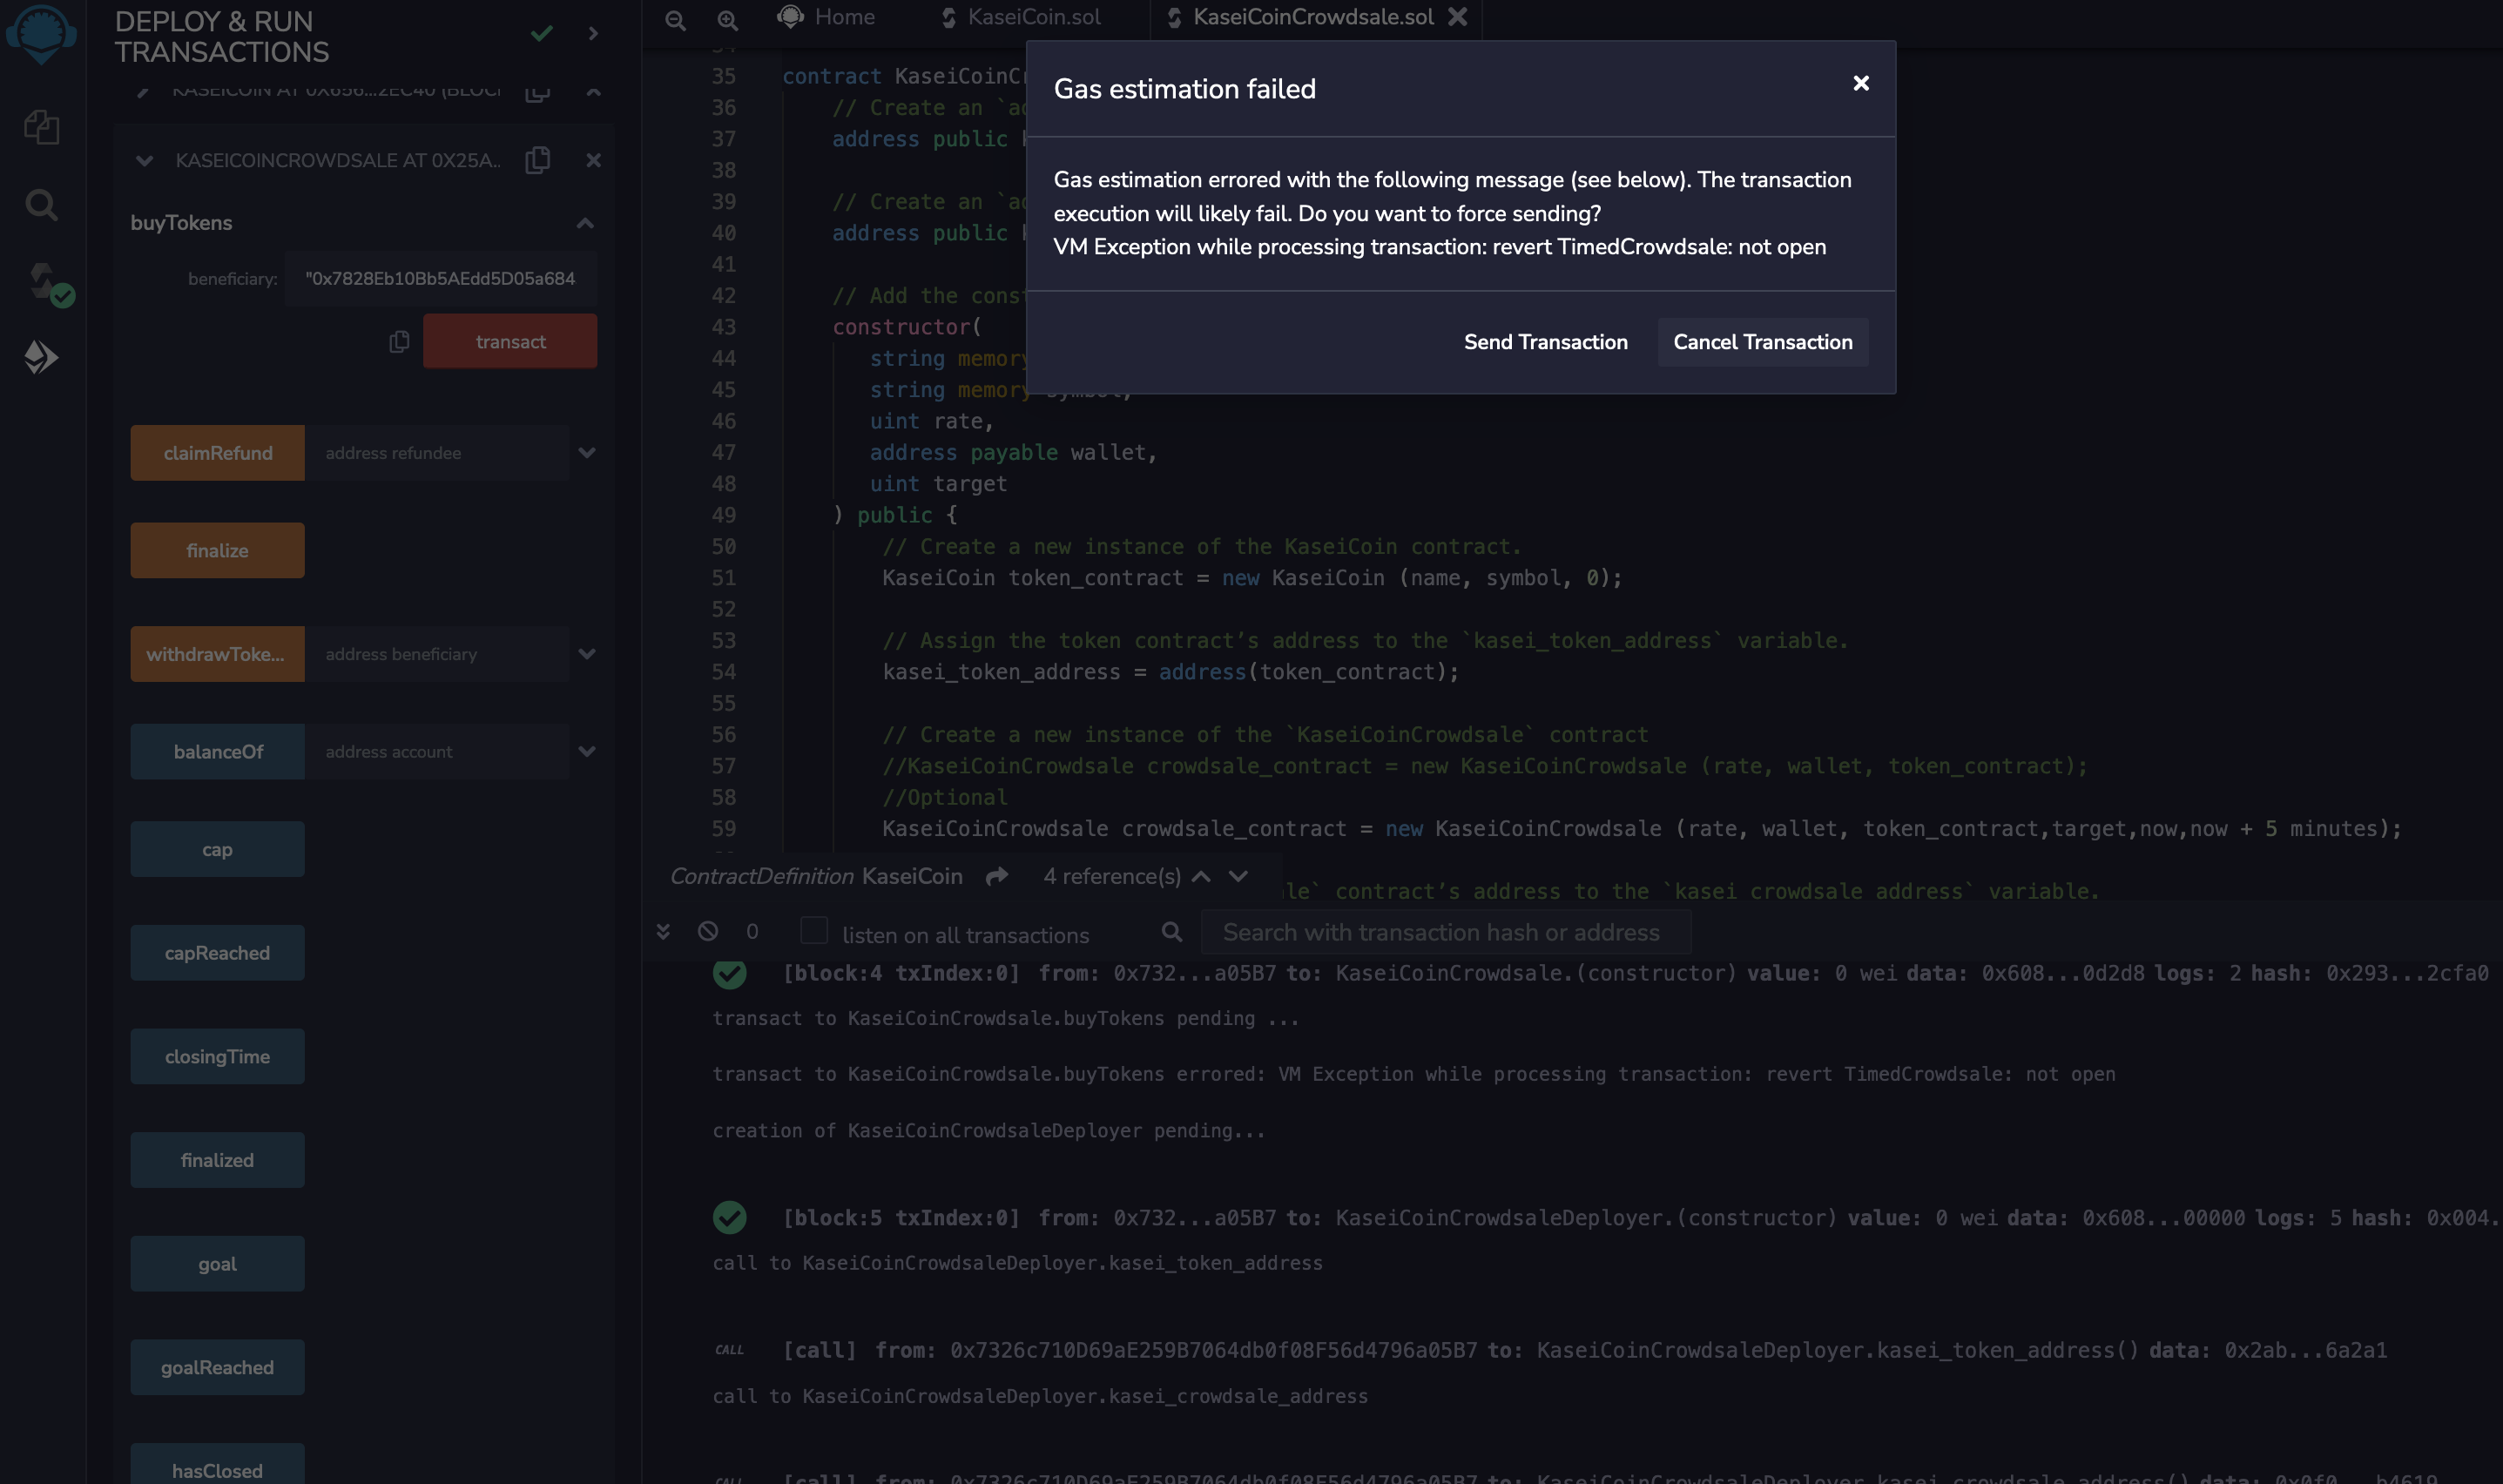 DEPLOY & RUN
TRANSACTIONS
KASEICOIN AT 0X656...2EC40 (BLOC
KASEICOINCROWDSALE AT 0X25A...
buyTokens
beneficiary: "0x7828Eb10Bb5AEdd5D05a684
transact
claimRefund address refundee
finalize
withdrawToke... address beneficiary
balanceOf address account
cap
capReached
closingTime
finalized
goal
goalReached
hasClosed
Home KaseiCoin.sol KaseiCoinCrowdsale.sol
Gas estimation failed
Gas estimation errored with the following message (see below). The transaction
execution will likely fail. Do you want to force sending?
VM Exception while processing transaction: revert TimedCrowdsale: not open
Send Transaction Cancel Transaction
34
35 contract KaseiCoinCr
36 // Create an `ad
37 address public k
38
39 // Create an `ad
40 address public k
41
42 // Add the const
43 constructor(
44 string memory
45 string memory symbol,
46 uint rate,
47 address payable wallet,
48 uint target
49 ) public {
50 // Create a new instance of the KaseiCoin contract.
51 KaseiCoin token_contract = new KaseiCoin (name, symbol, 0);
52
53 // Assign the token contract’s address to the `kasei_token_address` variable.
54 kasei_token_address = address(token_contract);
55
56 // Create a new instance of the `KaseiCoinCrowdsale` contract
57 //KaseiCoinCrowdsale crowdsale_contract = new KaseiCoinCrowdsale (rate, wallet, token_contract);
58 //Optional
59 KaseiCoinCrowdsale crowdsale_contract = new KaseiCoinCrowdsale (rate, wallet, token_contract,target,now,now + 5 minutes);
ContractDefinition KaseiCoin 4 reference(s)
le` contract’s address to the `kasei crowdsale address` variable.
0 listen on all transactions Search with transaction hash or address
[block:4 txIndex:0] from: 0x732...a05B7 to: KaseiCoinCrowdsale.(constructor) value: 0 wei data: 0x608...0d2d8 logs: 2 hash: 0x293...2cfa0
transact to KaseiCoinCrowdsale.buyTokens pending ...
transact to KaseiCoinCrowdsale.buyTokens errored: VM Exception while processing transaction: revert TimedCrowdsale: not open
creation of KaseiCoinCrowdsaleDeployer pending...
[block:5 txIndex:0] from: 0x732...a05B7 to: KaseiCoinCrowdsaleDeployer.(constructor) value: 0 wei data: 0x608...00000 logs: 5 hash: 0x004.
call to KaseiCoinCrowdsaleDeployer.kasei_token_address
CALL [call] from: 0x7326c710D69aE259B7064db0f08F56d4796a05B7 to: KaseiCoinCrowdsaleDeployer.kasei_token_address() data: 0x2ab...6a2a1
call to KaseiCoinCrowdsaleDeployer.kasei_crowdsale_address
CALL [call] from: 0x7326c710D69aE259B7064db0f08F56d4796a05B7 to: KaseiCoinCrowdsaleDeployer.kasei_crowdsale_address() data: 0x0f0...b4619